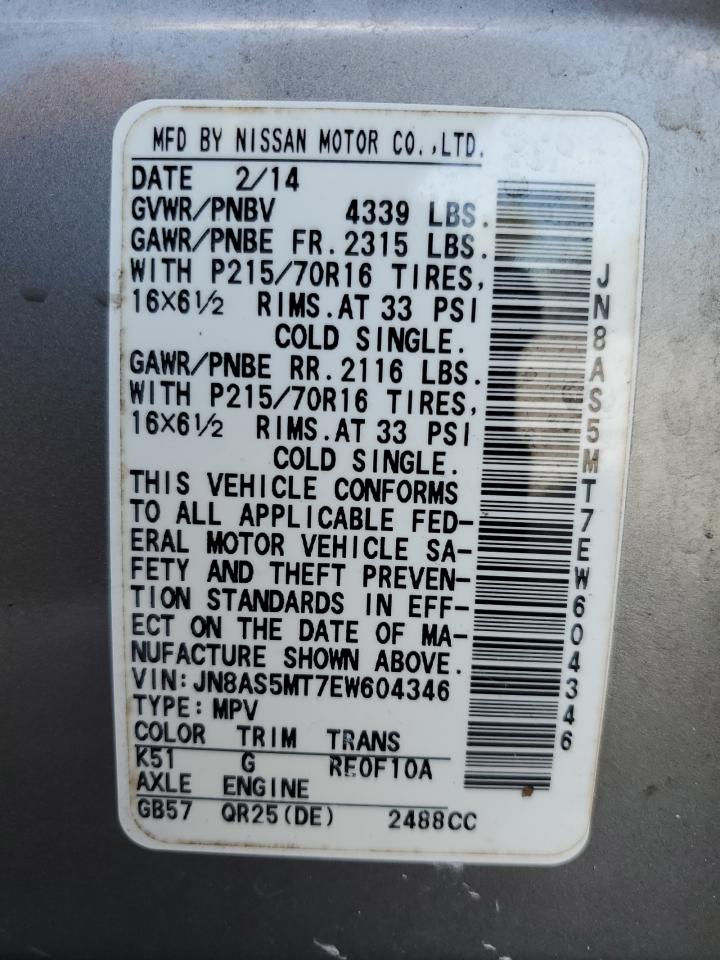 MFD BY NISSAN MOTOR CO.,LTD.
DATE 2/14
GVWR/PNBV 4339 LBS.
GAWR/PNBE FR.2315 LBS.
WITH P215/70R16 TIRES,
16X6½ RIMS.AT 33 PSI
COLD SINGLE.
GAWR/PNBE RR.2116 LBS.
WITH P215/70R16 TIRES,
16X6½ RIMS.AT 33 PSI
COLD SINGLE.
THIS VEHICLE CONFORMS
TO ALL APPLICABLE FED-
ERAL MOTOR VEHICLE SA-
FETY AND THEFT PREVEN-
TION STANDARDS IN EFF-
ECT ON THE DATE OF MA-
NUFACTURE SHOWN ABOVE.
VIN:JN8AS5MT7EW604346
TYPE:MPV
COLOR TRIM TRANS
K51 G RE0F10A
AXLE ENGINE
GB57 QR25(DE) 2488CC
JN8AS5MT7EW604346